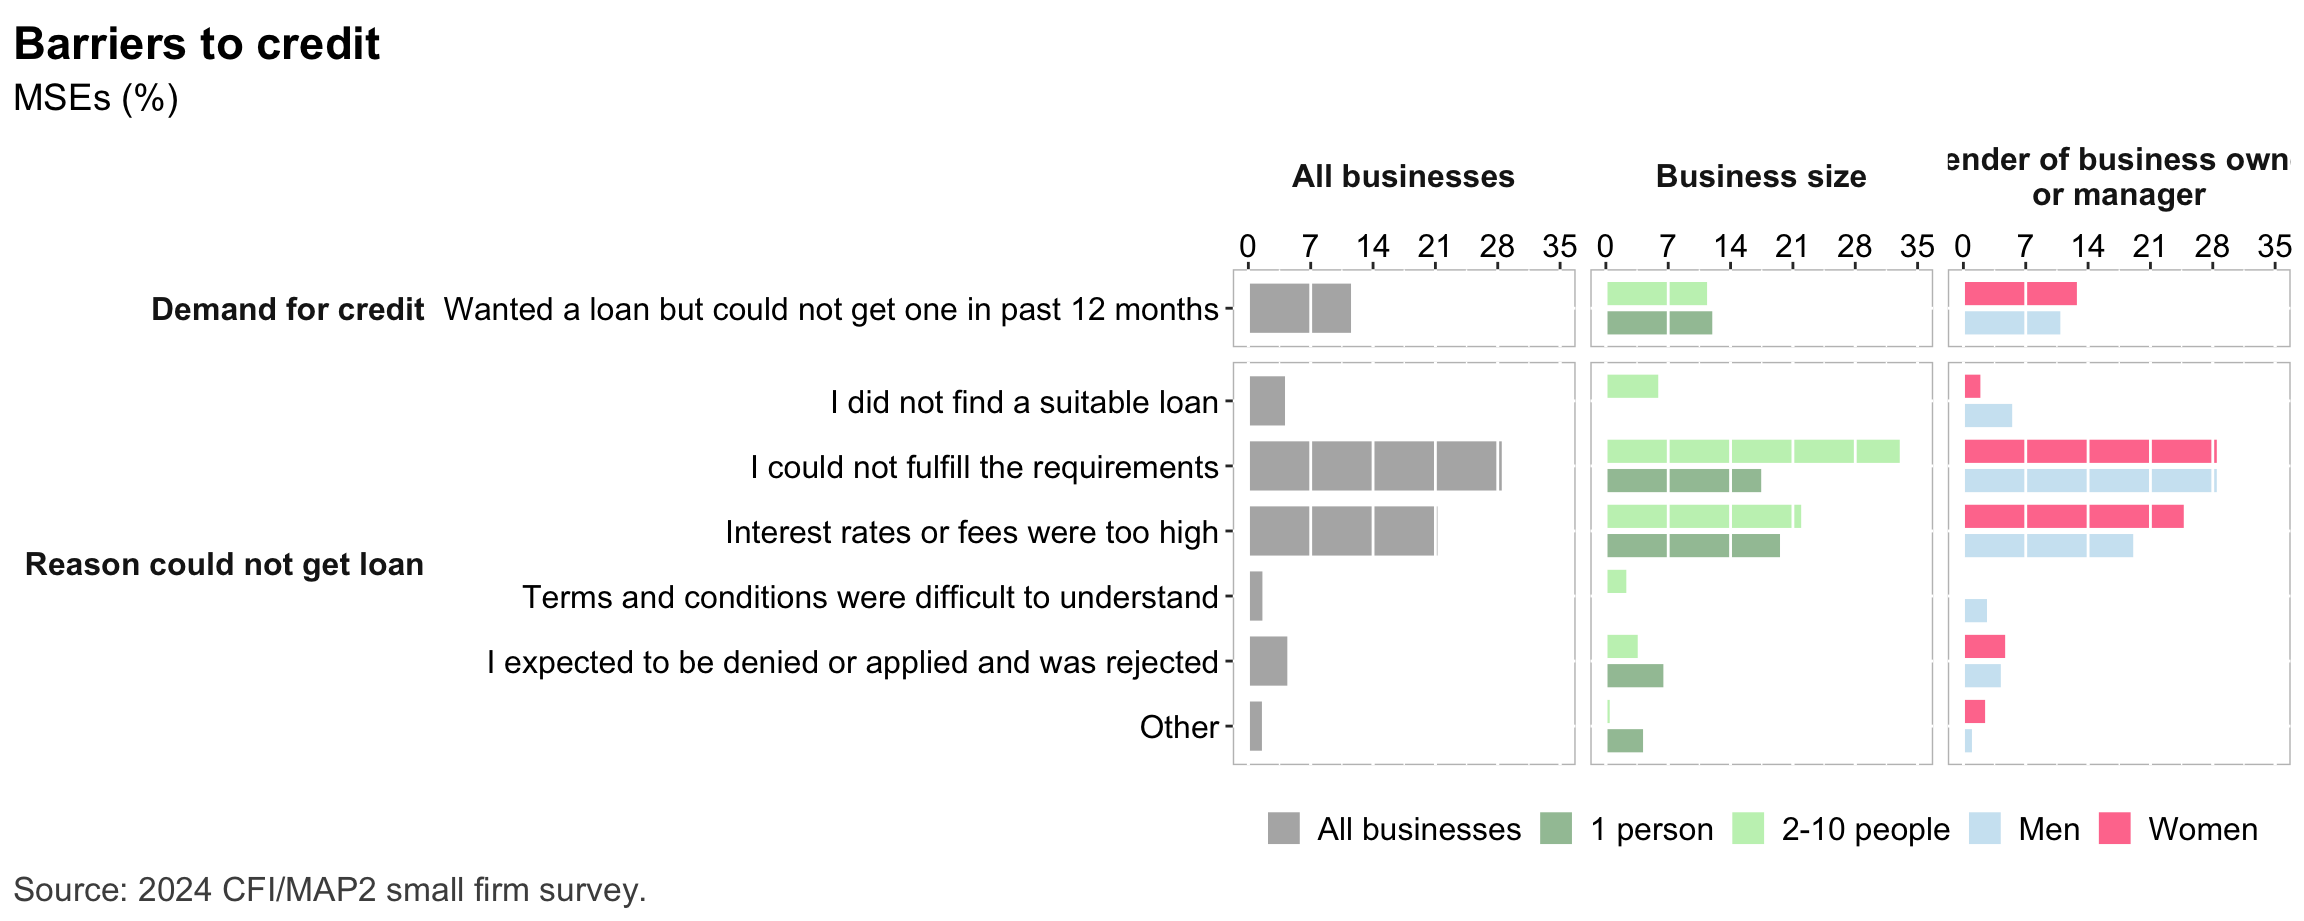 Barriers to credit
MSEs (%)
All businesses
Business size
ender of business own
or manager
0 7 14 21 28 35 0 7 14 21 28 35 0 7 14 21 28 35
Demand for credit Wanted a loan but could not get one in past 12 months
I did not find a suitable loan
I could not fulfill the requirements
Interest rates or fees were too high
Reason could not get loan
Terms and conditions were difficult to understand
I expected to be denied or applied and was rejected
Other
All businesses 1 person 2-10 people Men Women
Source: 2024 CFI/MAP2 small firm survey.